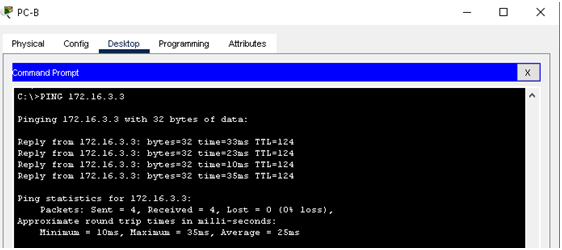 PC-B
Physical Config Desktop Programming Attributes
Command Prompt
X
C:\>PING 172.16.3.3
Pinging 172.16.3.3 with 32 bytes of data:
Reply from 172.16.3.3: bytes=32 time=33ms TTL=124
Reply from 172.16.3.3: bytes=32 time=23ms TTL=124
Reply from 172.16.3.3: bytes=32 time=10ms TTL=124
Reply from 172.16.3.3: bytes=32 time=35ms TTL=124
Ping statistics for 172.16.3.3:
Packets: Sent = 4, Received = 4, Lost = 0 (0% loss),
Approximate round trip times in milli-seconds:
Minimum = 10ms, Maximum = 35ms, Average = 25ms